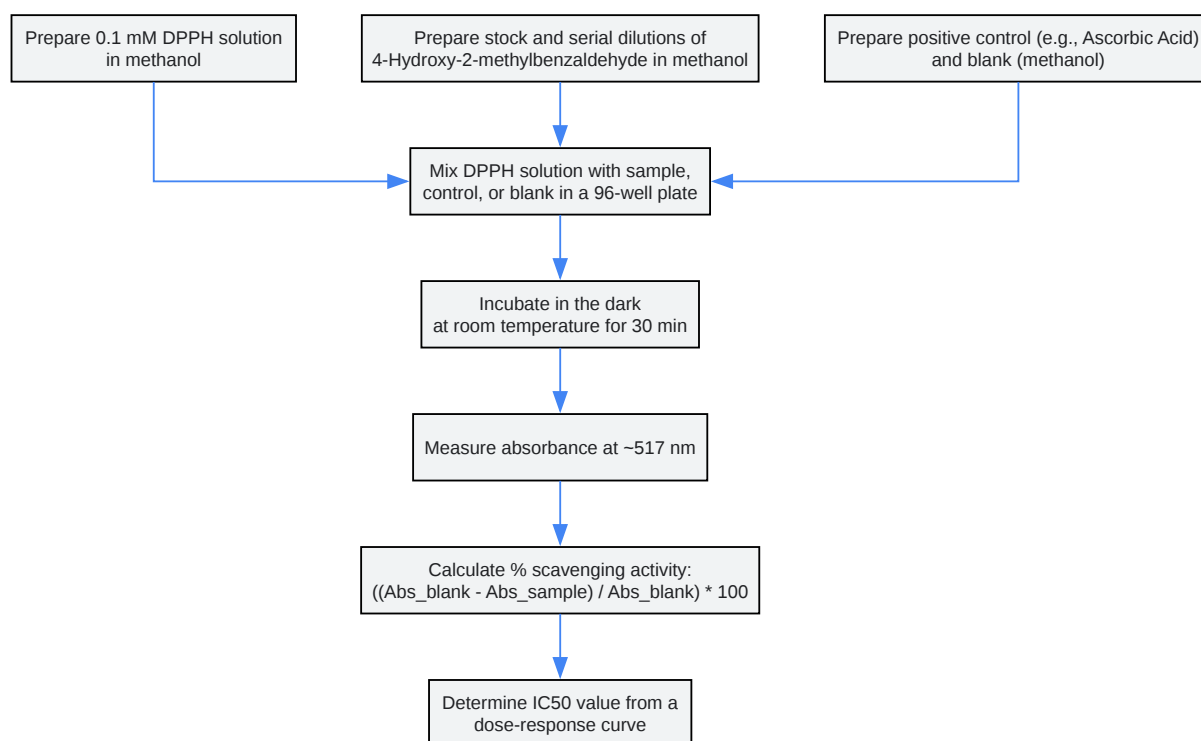 Prepare 0.1 mM DPPH solution
in methanol
Prepare stock and serial dilutions of
4-Hydroxy-2-methylbenzaldehyde in methanol
Prepare positive control (e.g., Ascorbic Acid)
and blank (methanol)
Mix DPPH solution with sample,
control, or blank in a 96-well plate
Incubate in the dark
at room temperature for 30 min
Measure absorbance at ~517 nm
Calculate % scavenging activity:
((Abs_blank - Abs_sample) / Abs_blank) * 100
Determine IC50 value from a
dose-response curve